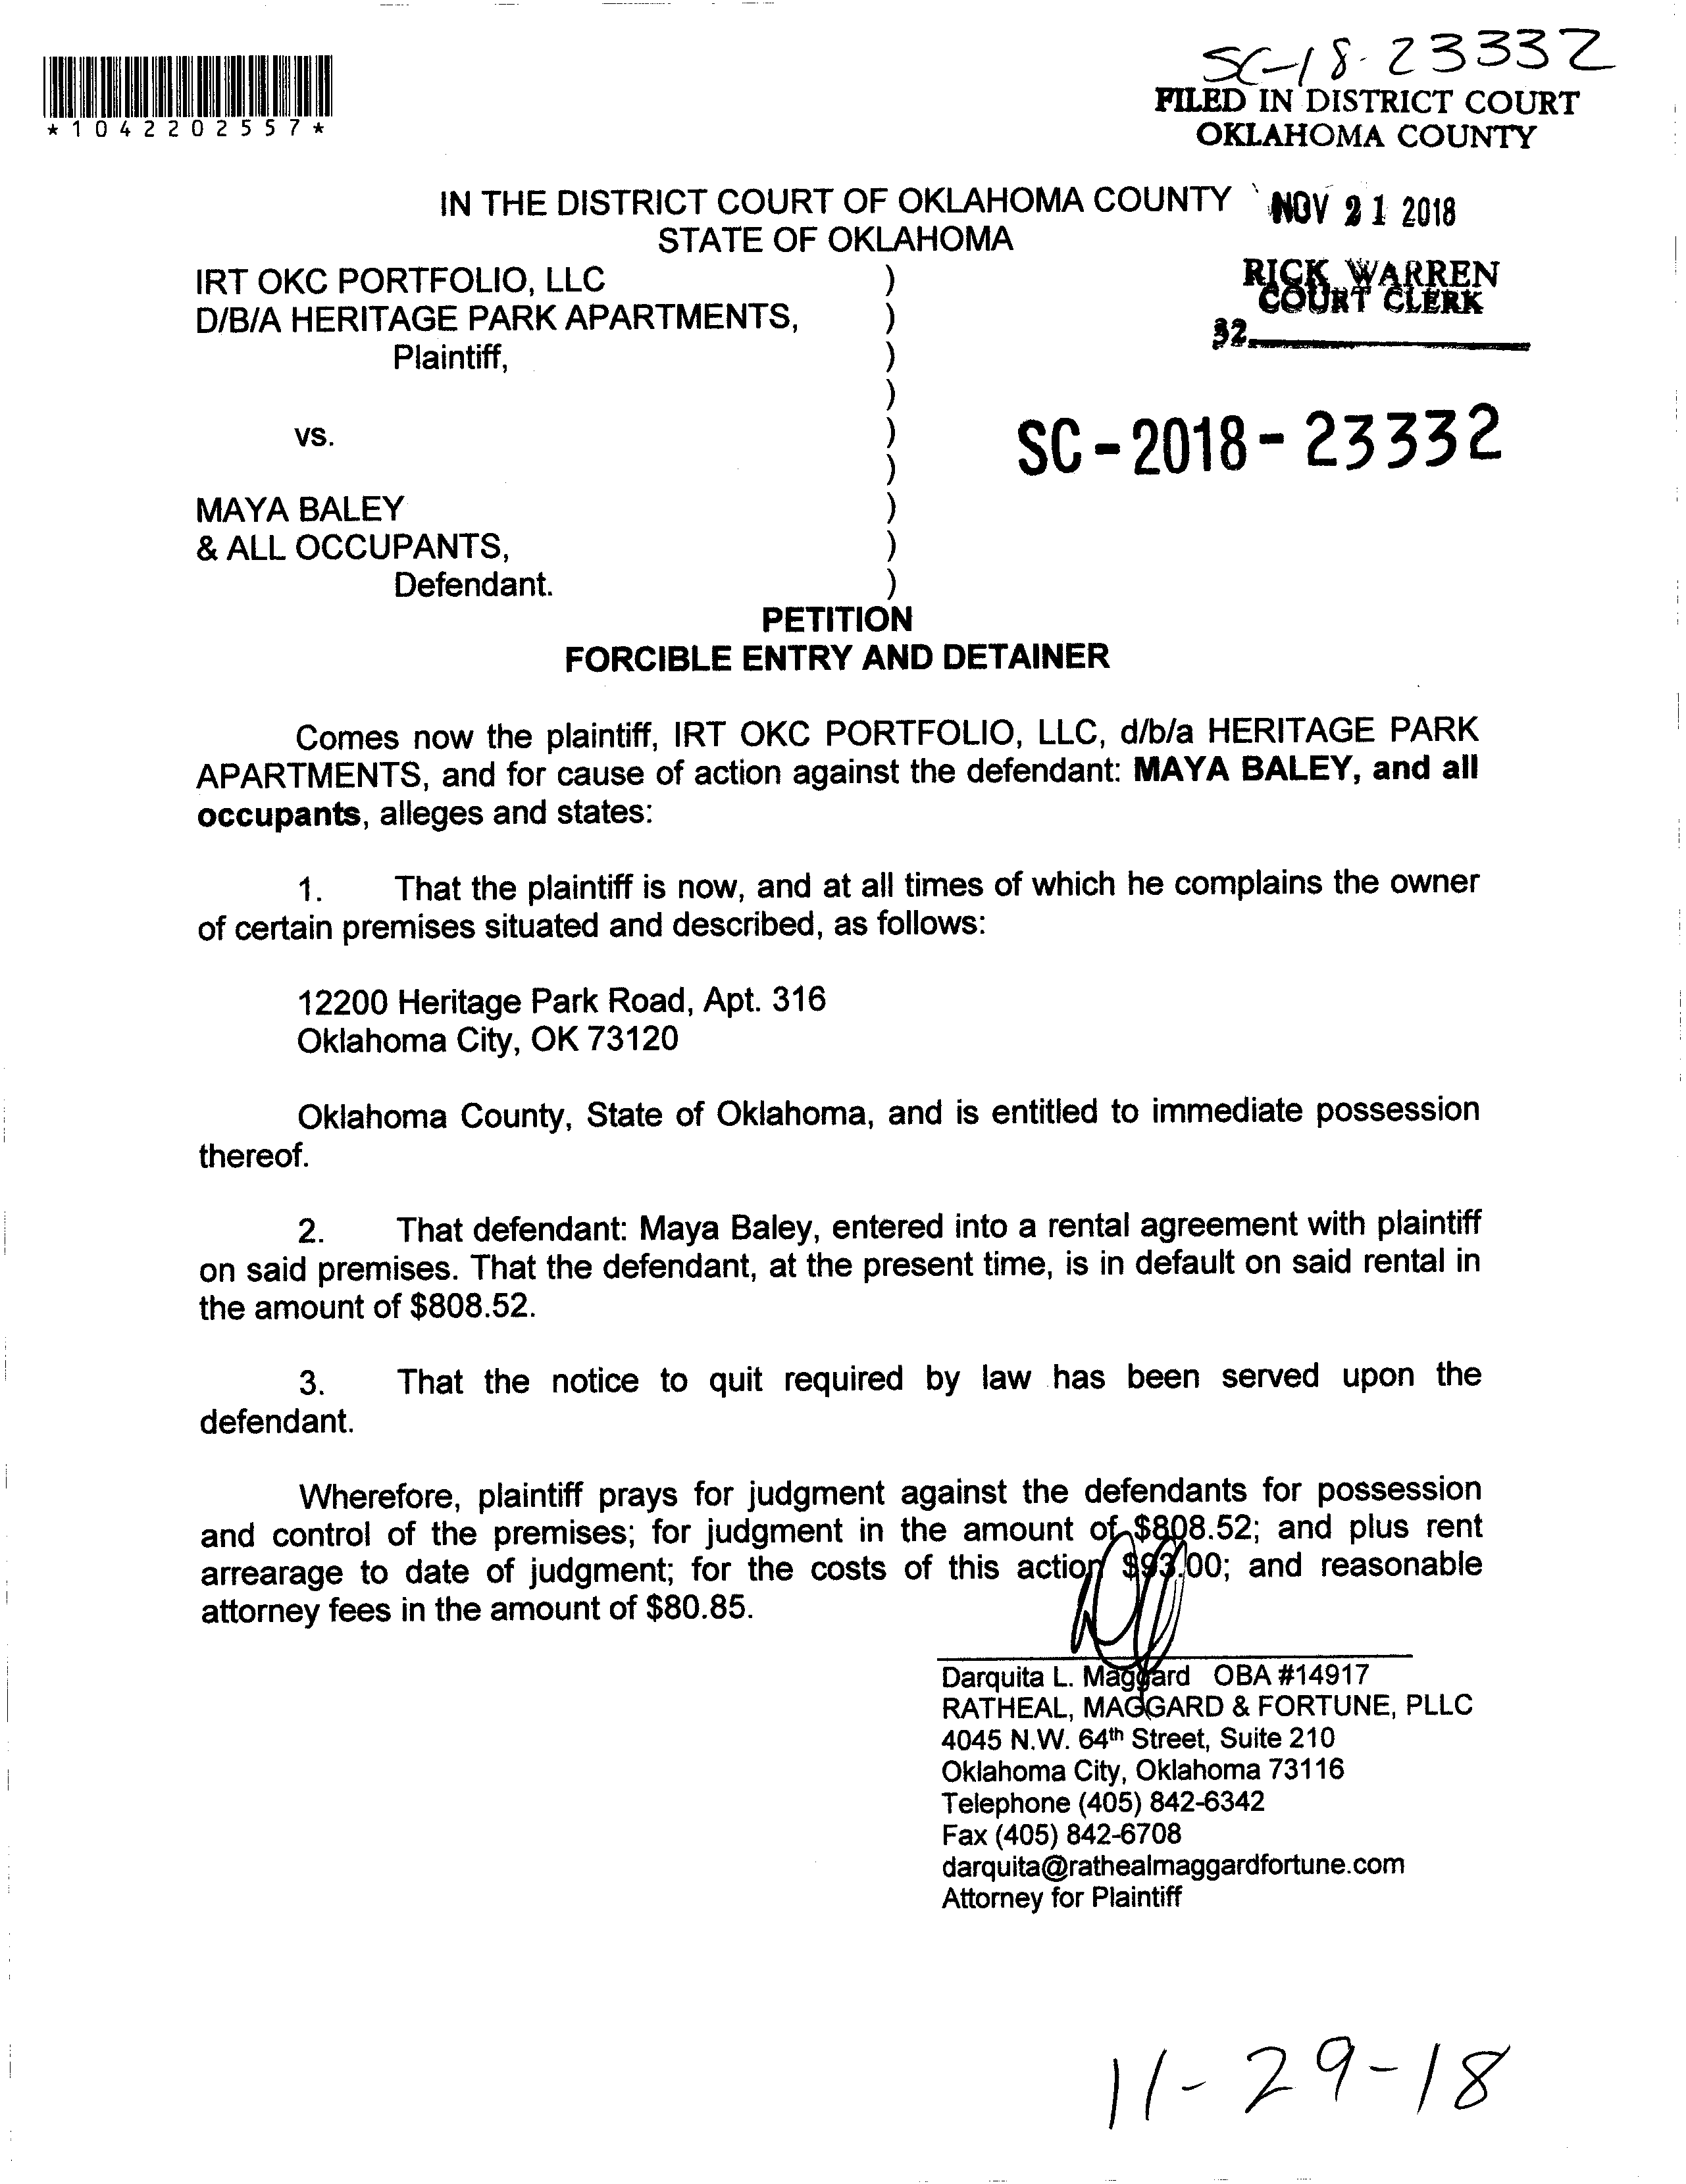 SC-18-23332
*1042202557*
FILED IN DISTRICT COURT
OKLAHOMA COUNTY
IN THE DISTRICT COURT OF OKLAHOMA COUNTY
NOV 21 2018
STATE OF OKLAHOMA
RICK WARREN
COURT CLERK
32
IRT OKC PORTFOLIO, LLC )
D/B/A HERITAGE PARK APARTMENTS, )
Plaintiff, )
)
vs. )
)
SC-2018-23332
MAYA BALEY )
& ALL OCCUPANTS, )
Defendant. )
PETITION
FORCIBLE ENTRY AND DETAINER
Comes now the plaintiff, IRT OKC PORTFOLIO, LLC, d/b/a HERITAGE PARK
APARTMENTS, and for cause of action against the defendant: MAYA BALEY, and all
occupants, alleges and states:
1. That the plaintiff is now, and at all times of which he complains the owner
of certain premises situated and described, as follows:
12200 Heritage Park Road, Apt. 316
Oklahoma City, OK 73120
Oklahoma County, State of Oklahoma, and is entitled to immediate possession
thereof.
2. That defendant: Maya Baley, entered into a rental agreement with plaintiff
on said premises. That the defendant, at the present time, is in default on said rental in
the amount of $808.52.
3. That the notice to quit required by law has been served upon the
defendant.
Wherefore, plaintiff prays for judgment against the defendants for possession
and control of the premises; for judgment in the amount of $808.52; and plus rent
arrearage to date of judgment; for the costs of this action $93.00; and reasonable
attorney fees in the amount of $80.85.
Darquita L. Maggard OBA #14917
RATHEAL, MAGGARD & FORTUNE, PLLC
4045 N.W. 64th Street, Suite 210
Oklahoma City, Oklahoma 73116
Telephone (405) 842-6342
Fax (405) 842-6708
darquita@rathealmaggardfortune.com
Attorney for Plaintiff
11-29-18